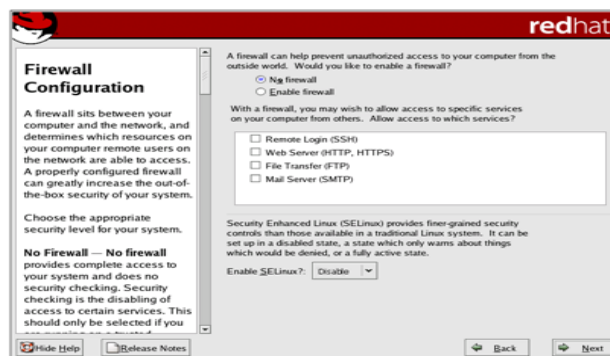 redhat
Firewall
Configuration
A firewall sits between your
computer and the network, and
determines which resources on
your computer remote users on
the network are able to access.
A properly configured firewall
can greatly increase the out-of-
the-box security of your system.
Choose the appropriate
security level for your system.
No Firewall — No firewall
provides complete access to
your system and does no
security checking. Security
checking is the disabling of
access to certain services. This
should only be selected if you
A firewall can help prevent unauthorized access to your computer from the
outside world. Would you like to enable a firewall?
No firewall
Enable firewall
With a firewall, you may wish to allow access to specific services
on your computer from others. Allow access to which services?
Remote Login (SSH)
Web Server (HTTP, HTTPS)
File Transfer (FTP)
Mail Server (SMTP)
Security Enhanced Linux (SELinux) provides finer-grained security
controls than those available in a traditional Linux system. It can be
set up in a disabled state, a state which only warns about things
which would be denied, or a fully active state.
Enable SELinux?: Disable
Hide Help
Release Notes
Back
Next